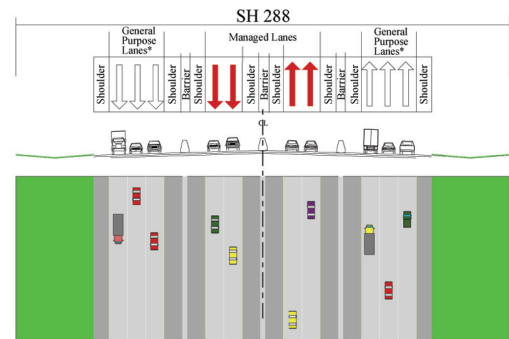 SH 288
General
Purpose
Lanes*
Managed Lanes
General
Purpose
Lanes*
Shoulder
Shoulder
Barrier
Shoulder
Shoulder
Barrier
Shoulder
Shoulder
Barrier
Shoulder
Shoulder
CL